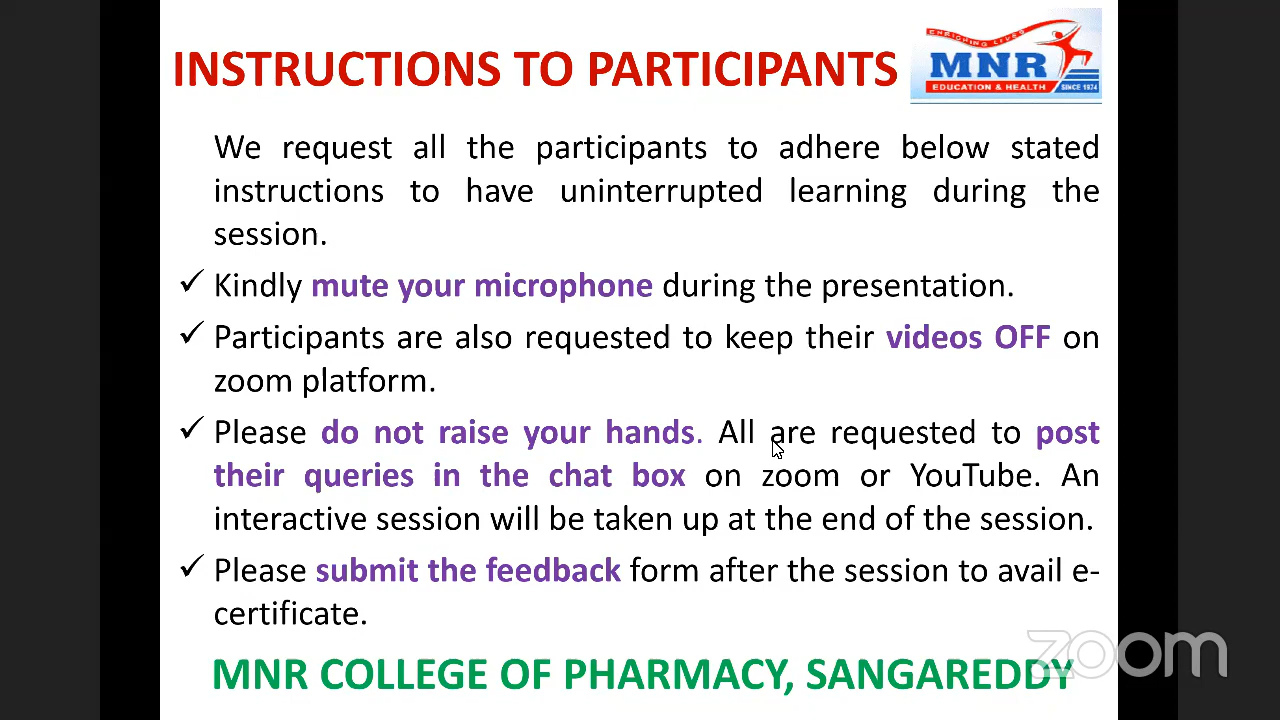 INSTRUCTIONS TO PARTICIPANTS
ENRICHING LIVES
MNR
EDUCATION & HEALTH
SINCE 1974
We request all the participants to adhere below stated
instructions to have uninterrupted learning during the
session.
✓ Kindly mute your microphone during the presentation.
✓ Participants are also requested to keep their videos OFF on
zoom platform.
✓ Please do not raise your hands. All are requested to post
their queries in the chat box on zoom or YouTube. An
interactive session will be taken up at the end of the session.
✓ Please submit the feedback form after the session to avail e-
certificate.
MNR COLLEGE OF PHARMACY, SANGAREDDY
zoom